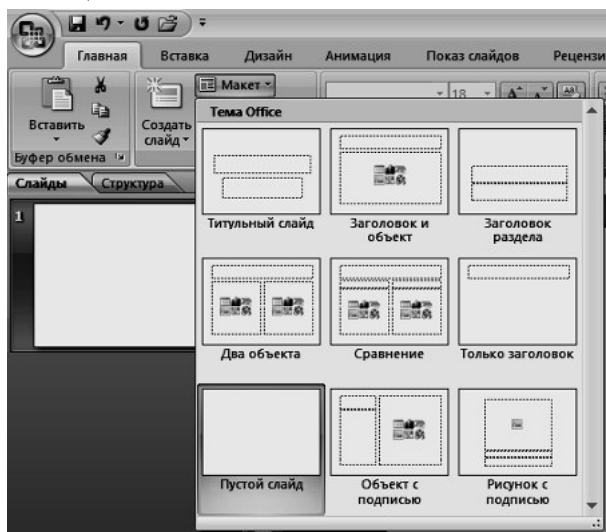 Главная Вставка Дизайн Анимация Показ слайдов Рецензи
Макет
18
Вставить
Создать слайд
Буфер обмена
Слайды Структура
1
Тема Office
Титульный слайд
Заголовок и объект
Заголовок раздела
Два объекта
Сравнение
Только заголовок
Пустой слайд
Объект с подписью
Рисунок с подписью